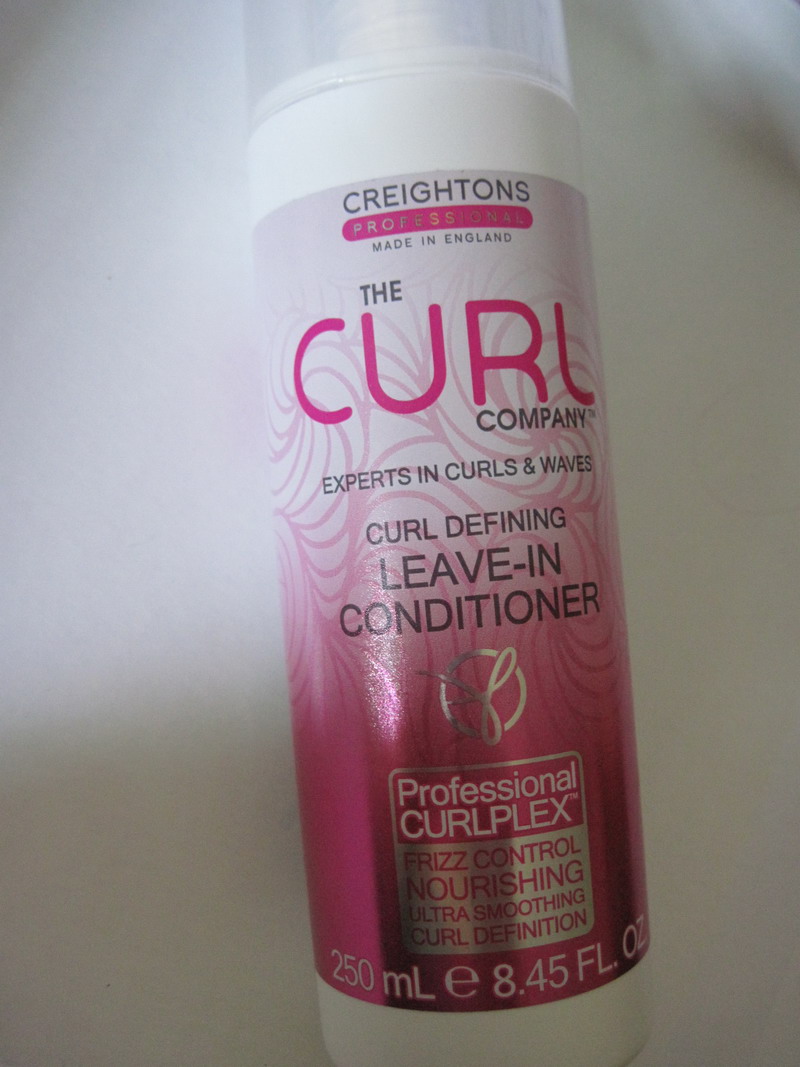 CREIGHTONS
PROFESSIONAL
MADE IN ENGLAND
THE
CURL
COMPANY™
EXPERTS IN CURLS & WAVES
CURL DEFINING
LEAVE-IN
CONDITIONER
Professional
CURLPLEX™
FRIZZ CONTROL
NOURISHING
ULTRA SMOOTHING
CURL DEFINITION
250 mL ℮ 8.45 FL. OZ.